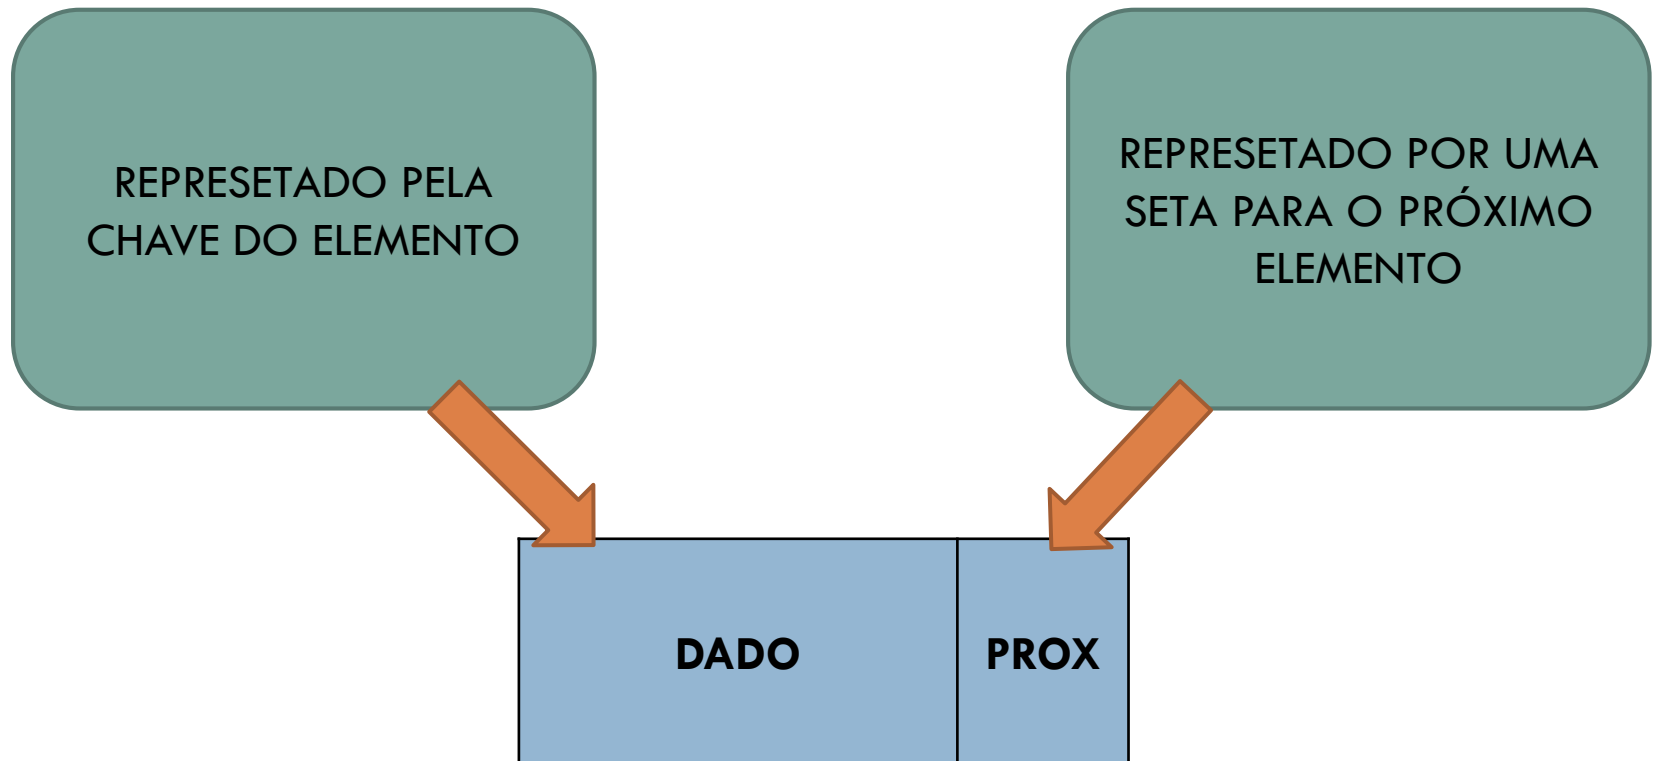 REPRESETADO PELA
CHAVE DO ELEMENTO
REPRESETADO POR UMA
SETA PARA O PRÓXIMO
ELEMENTO
DADO
PROX